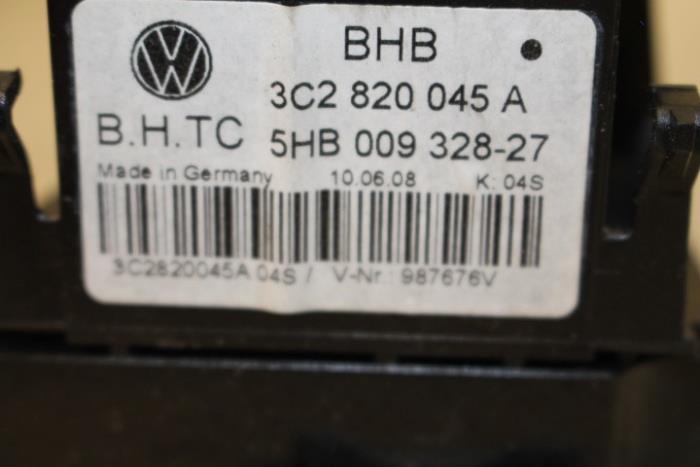 BHB
3C2 820 045 A
B.H.TC 5HB 009 328-27
Made in Germany 10.06.08 K: 04S
3C2820045A 04S / V-Nr.: 987676V